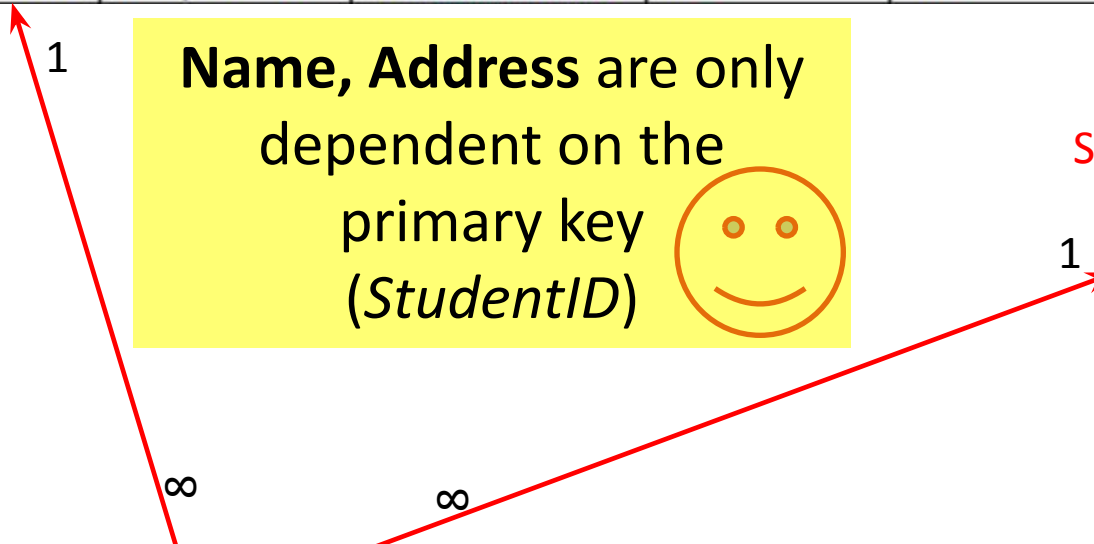 1
Name, Address are only
dependent on the
primary key
(StudentID)
S
1
∞
∞